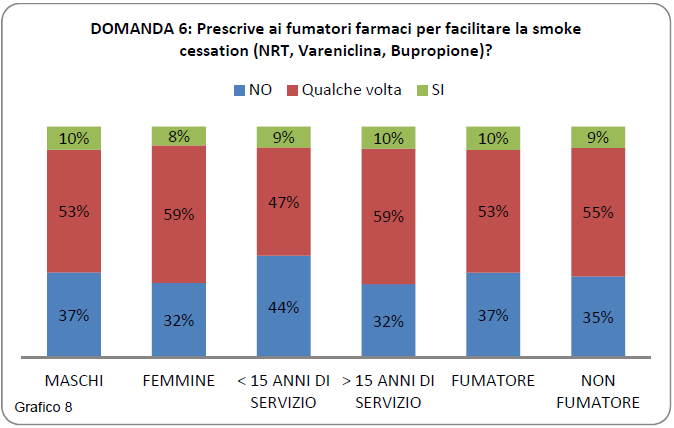 DOMANDA 6: Prescrive ai fumatori farmaci per facilitare la smoke
cessation (NRT, Vareniclina, Bupropione)?
NO Qualche volta SI
10% 8% 9% 10% 10% 9%
53% 59% 47% 59% 53% 55%
37% 32% 44% 32% 37% 35%
MASCHI FEMMINE < 15 ANNI DI > 15 ANNI DI FUMATORE NON
SERVIZIO SERVIZIO FUMATORE
Grafico 8